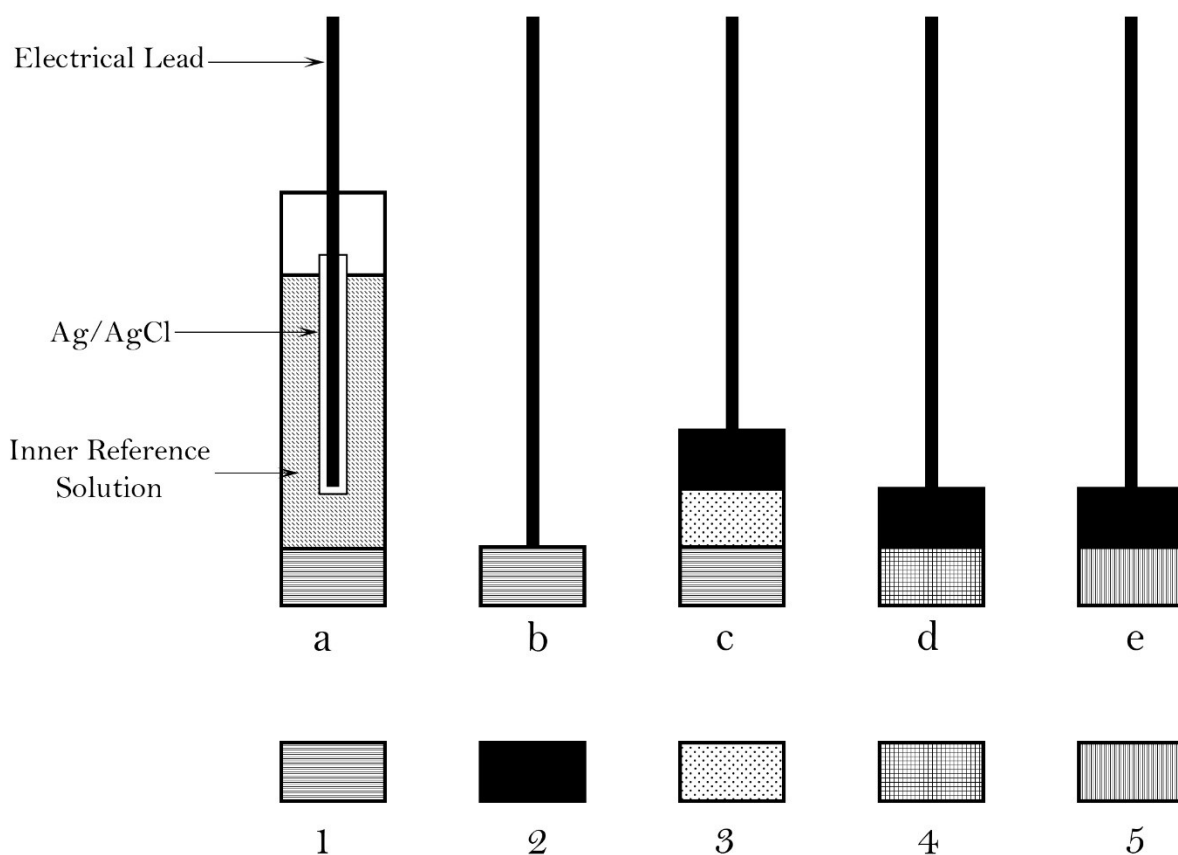 Electrical Lead
Ag/AgCl
Inner Reference
Solution
a b c d e
1 2 3 4 5